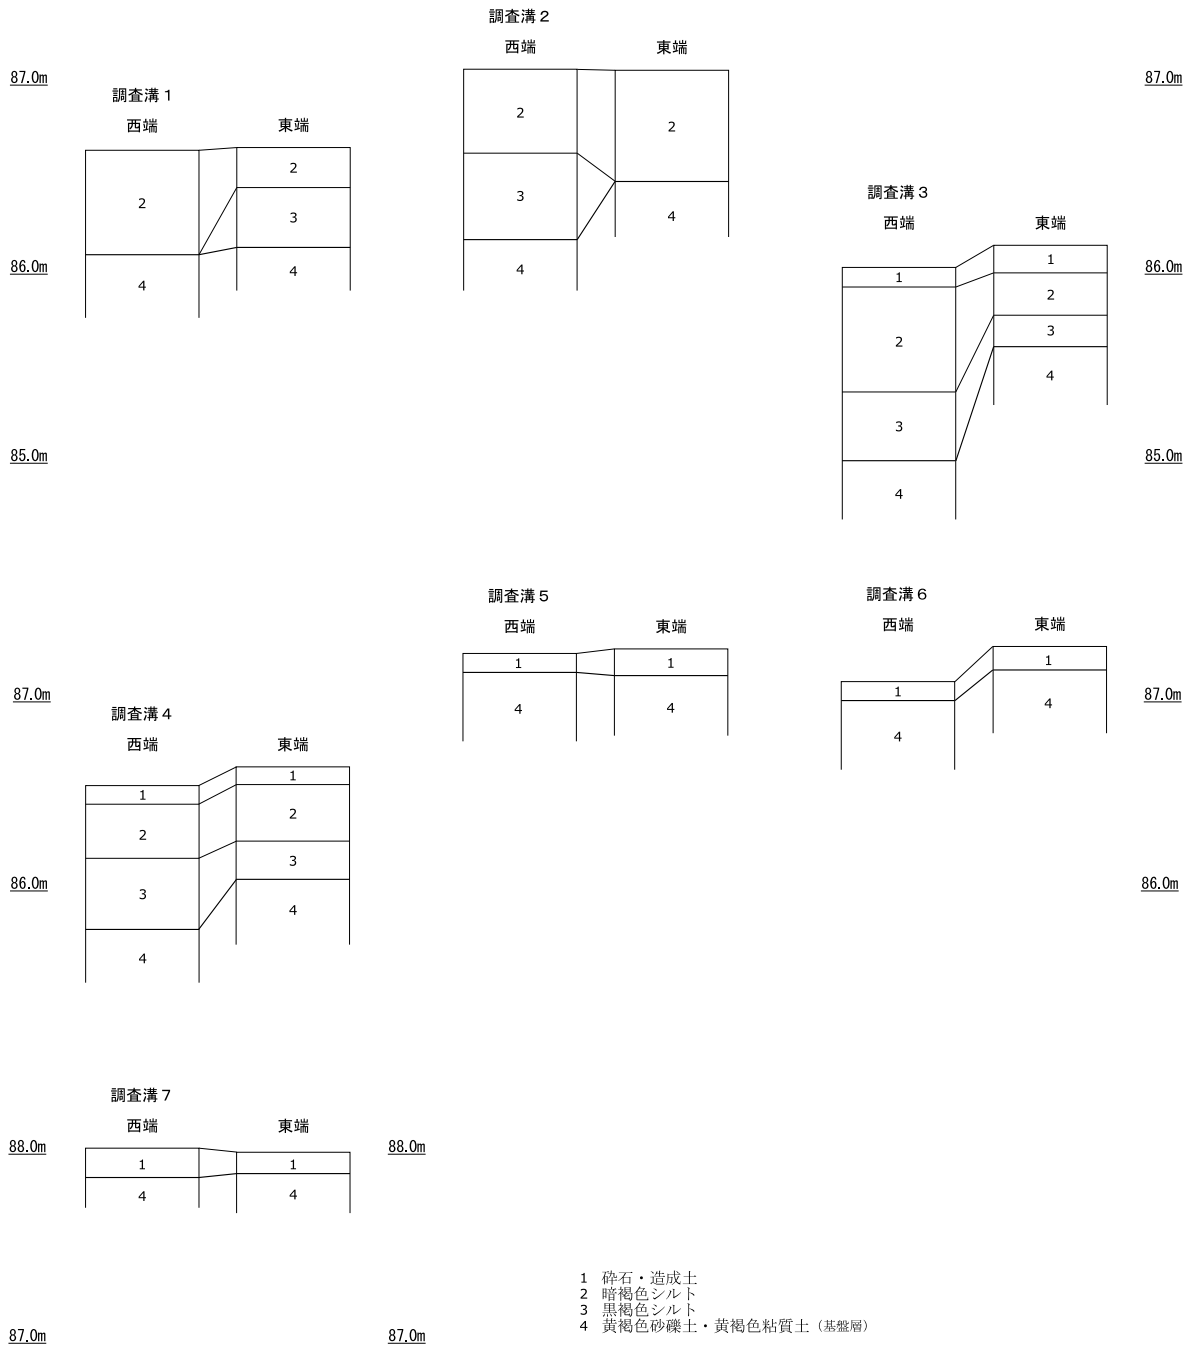 調査溝2
西端 東端
87.0m 87.0m
調査溝1
西端 東端
2 2
2
2
3
調査溝3
西端 東端
2
3
3
4
86.0m 86.0m
4
4
4
1
1
2
3
2
4
3
85.0m 85.0m
4
調査溝5
西端 東端
調査溝6
西端 東端
1 1
1
1
87.0m 87.0m
4 4
4
4
調査溝4
西端 東端
1
1
2
2
3
3
86.0m 86.0m
4
4
調査溝7
西端 東端
88.0m 88.0m
1 1
4 4
1 砕石・造成土
2 暗褐色シルト
3 黒褐色シルト
4 黄褐色砂礫土・黄褐色粘質土（基盤層）
87.0m 87.0m